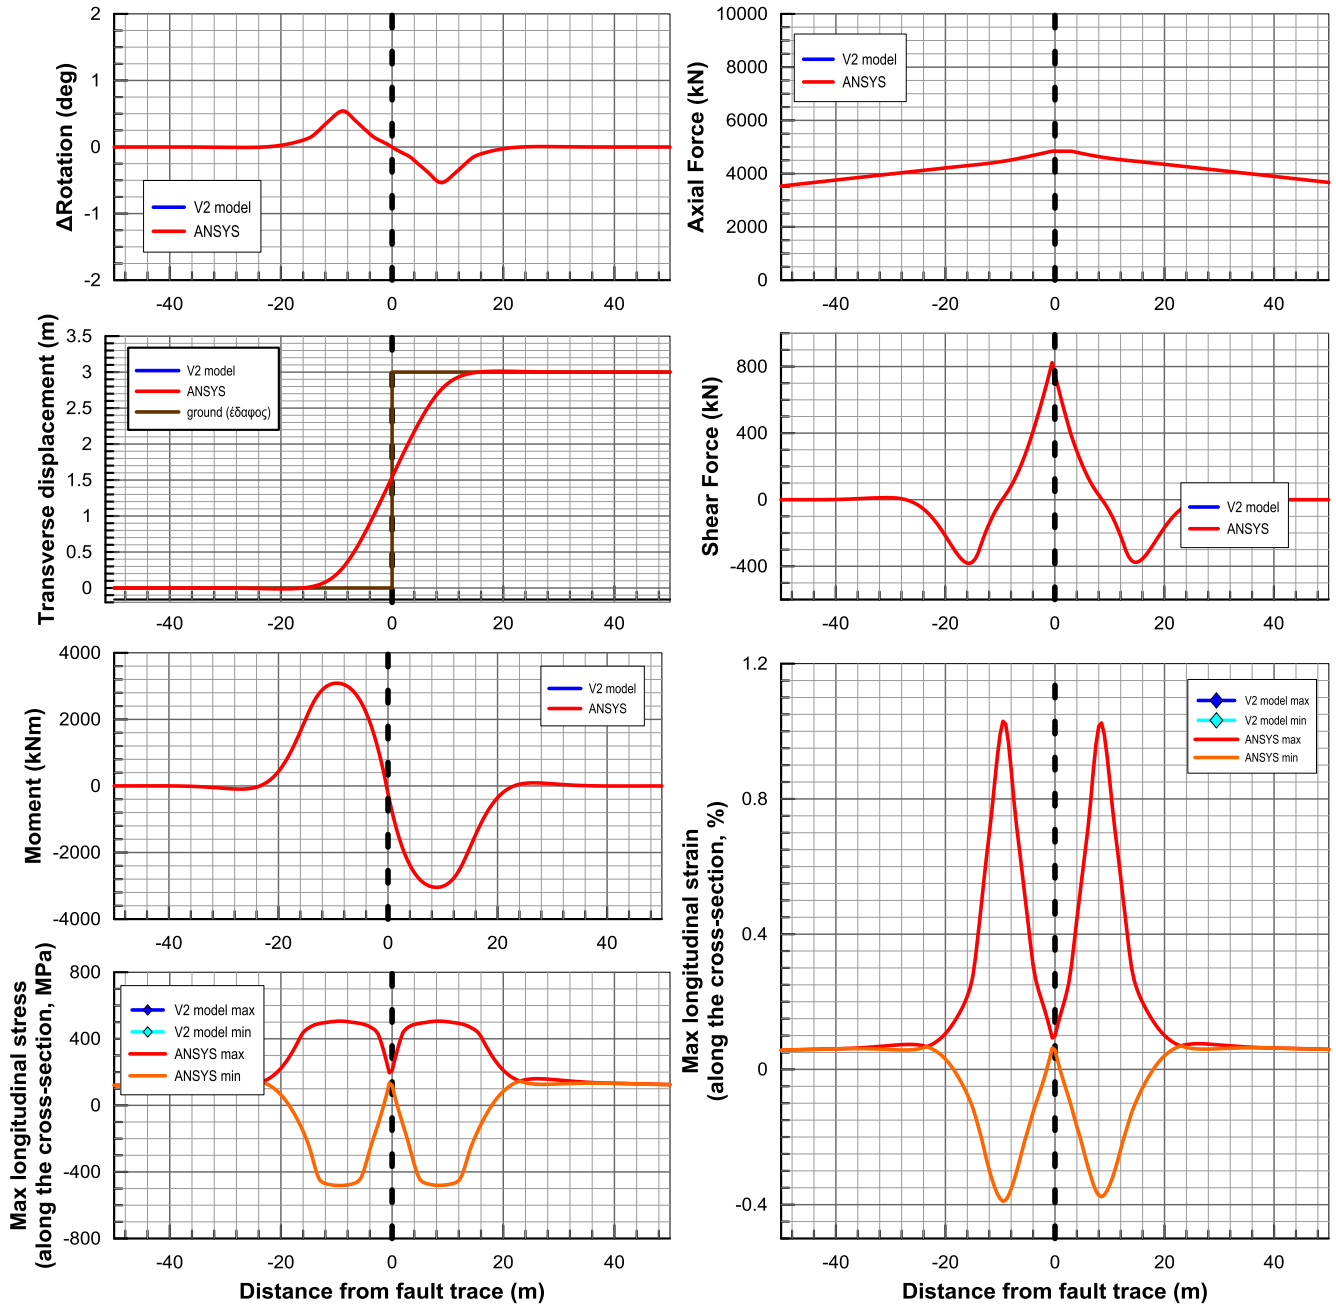 2
1
0
-1
-2
ΔRotation (deg)
V2 model
ANSYS
-40 -20 0 20 40
10000
8000
6000
4000
2000
0
Axial Force (kN)
V2 model
ANSYS
-40 -20 0 20 40
3.5
3
2.5
2
1.5
1
0.5
0
Transverse displacement (m)
V2 model
ANSYS
ground (έδαφος)
-40 -20 0 20 40
800
400
0
-400
Shear Force (kN)
V2 model
ANSYS
-40 -20 0 20 40
4000
2000
0
-2000
-4000
Moment (kNm)
V2 model
ANSYS
-40 -20 0 20 40
800
400
0
-400
-800
Max longitudinal stress
(along the cross-section, MPa)
V2 model max
V2 model min
ANSYS max
ANSYS min
-40 -20 0 20 40
Distance from fault trace (m)
1.2
0.8
0.4
0
-0.4
Max longitudinal strain
(along the cross-section, %)
V2 model max
V2 model min
ANSYS max
ANSYS min
-40 -20 0 20 40
Distance from fault trace (m)